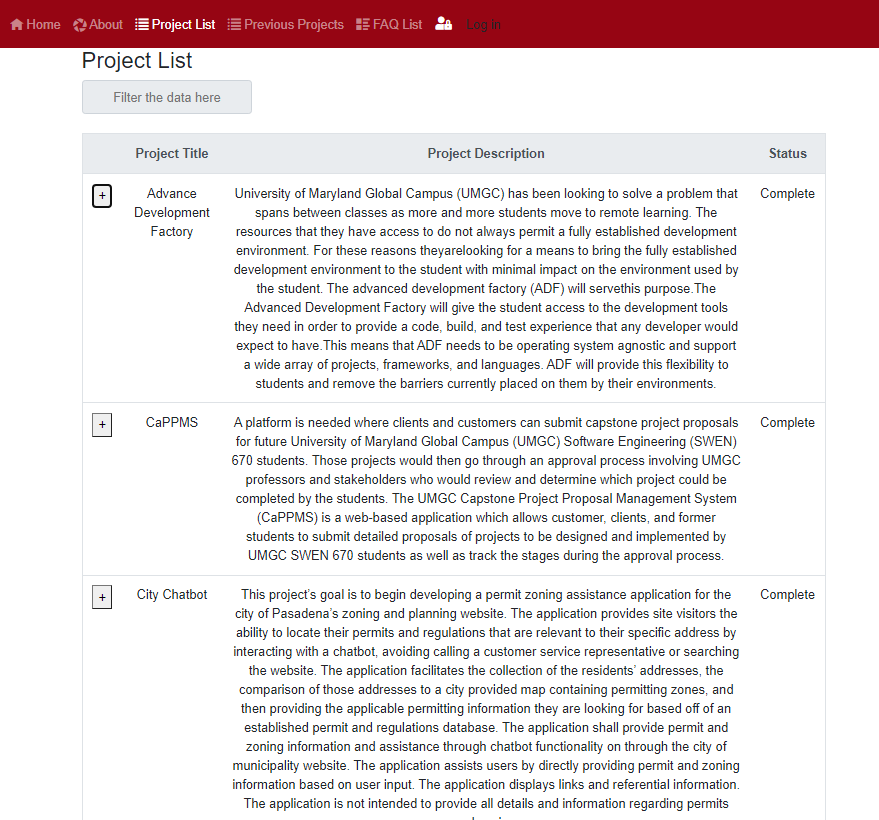 Home About Project List Previous Projects FAQ List Log In
Project List
Filter the data here
Project Title Project Description Status
+ Advance Development Factory University of Maryland Global Campus (UMGC) has been looking to solve a problem that Complete
spans between classes as more and more students move to remote learning. The
resources that they have access to do not always permit a fully established development
environment. For these reasons theyarelooking for a means to bring the fully established
development environment to the student with minimal impact on the environment used by
the student. The advanced development factory (ADF) will servethis purpose.The
Advanced Development Factory will give the student access to the development tools
they need in order to provide a code, build, and test experience that any developer would
expect to have.This means that ADF needs to be operating system agnostic and support
a wide array of projects, frameworks, and languages. ADF will provide this flexibility to
students and remove the barriers currently placed on them by their environments.
+ CaPPMS A platform is needed where clients and customers can submit capstone project proposals Complete
for future University of Maryland Global Campus (UMGC) Software Engineering (SWEN)
670 students. Those projects would then go through an approval process involving UMGC
professors and stakeholders who would review and determine which project could be
completed by the students. The UMGC Capstone Project Proposal Management System
(CaPPMS) is a web-based application which allows customer, clients, and former
students to submit detailed proposals of projects to be designed and implemented by
UMGC SWEN 670 students as well as track the stages during the approval process.
+ City Chatbot This project’s goal is to begin developing a permit zoning assistance application for the Complete
city of Pasadena’s zoning and planning website. The application provides site visitors the
ability to locate their permits and regulations that are relevant to their specific address by
interacting with a chatbot, avoiding calling a customer service representative or searching
the website. The application facilitates the collection of the residents’ addresses, the
comparison of those addresses to a city provided map containing permitting zones, and
then providing the applicable permitting information they are looking for based off of an
established permit and regulations database. The application shall provide permit and
zoning information and assistance through chatbot functionality on through the city of
municipality website. The application assists users by directly providing permit and zoning
information based on user input. The application displays links and referential information.
The application is not intended to provide all details and information regarding permits